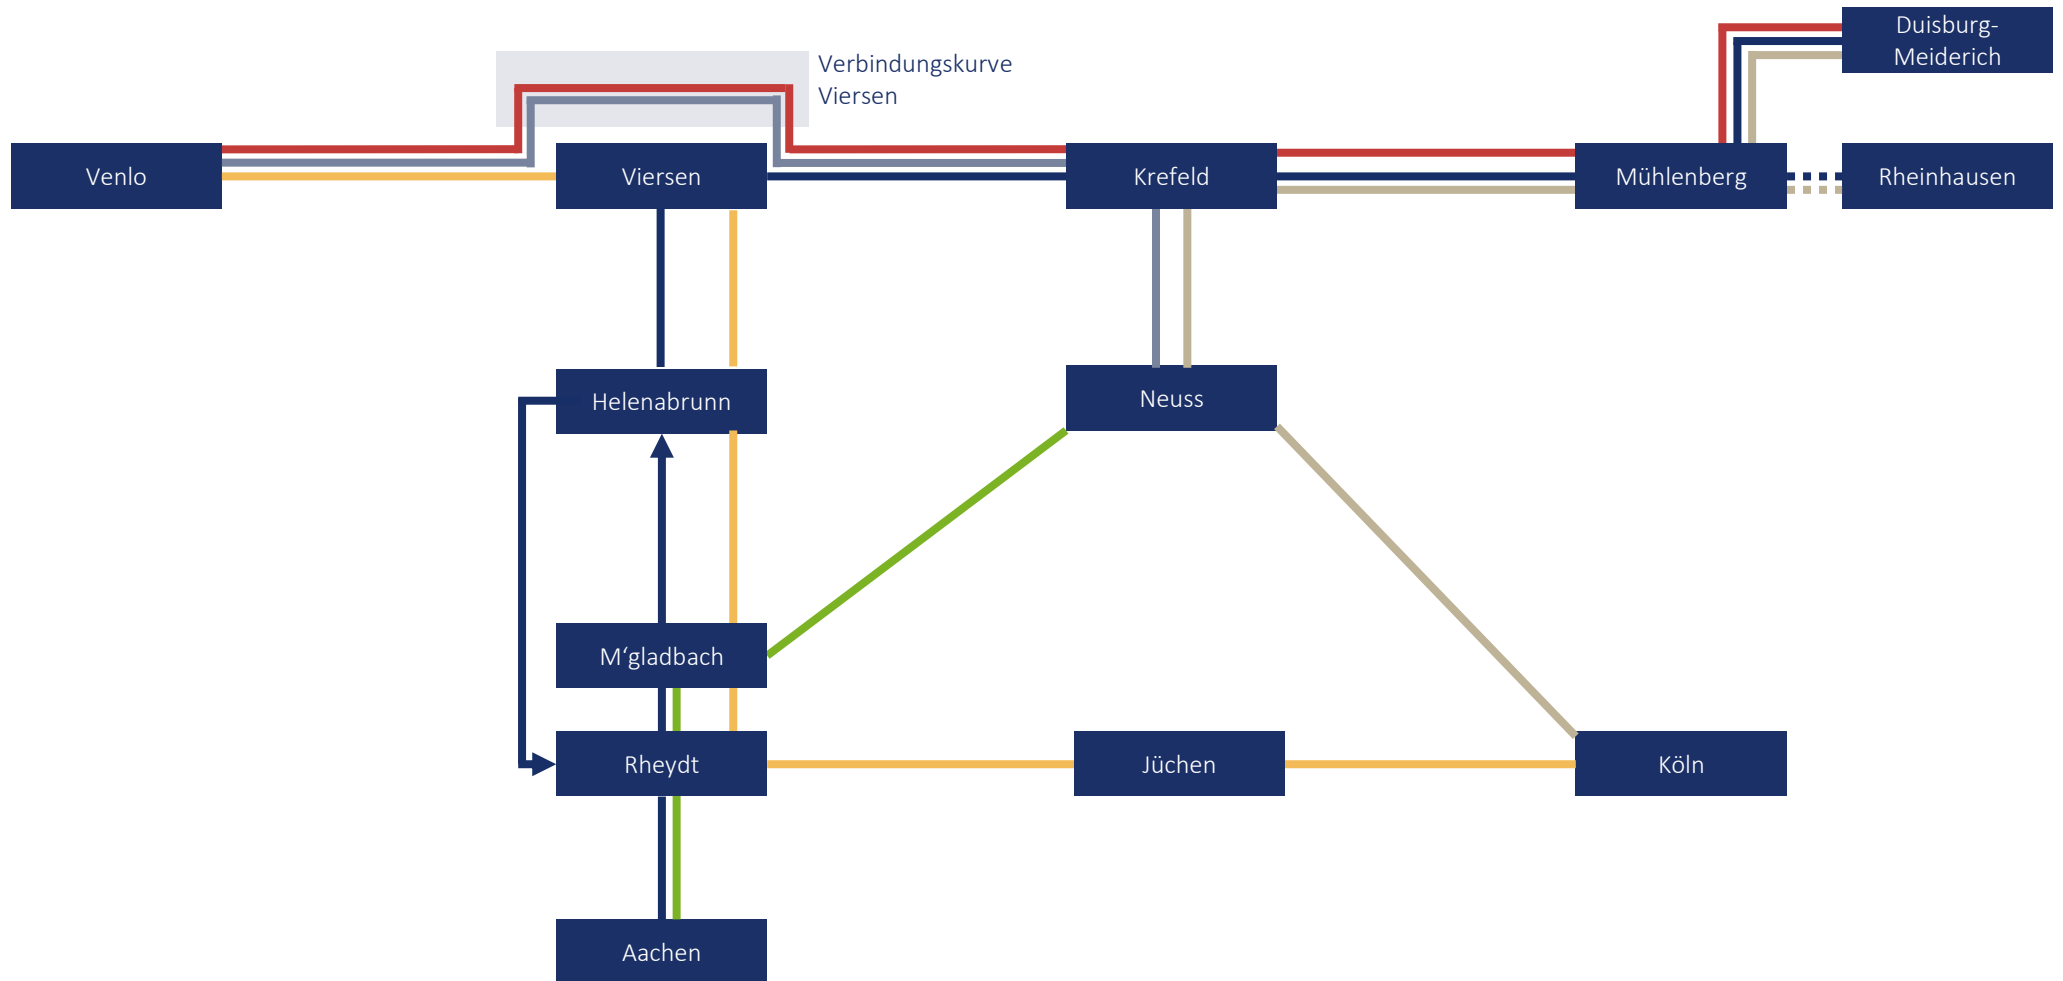 Duisburg-
Meiderich
Verbindungskurve
Viersen
Venlo
Viersen
Krefeld
Mühlenberg
Rheinhausen
Helenabrunn
Neuss
M‘gladbach
Rheydt
Jüchen
Köln
Aachen